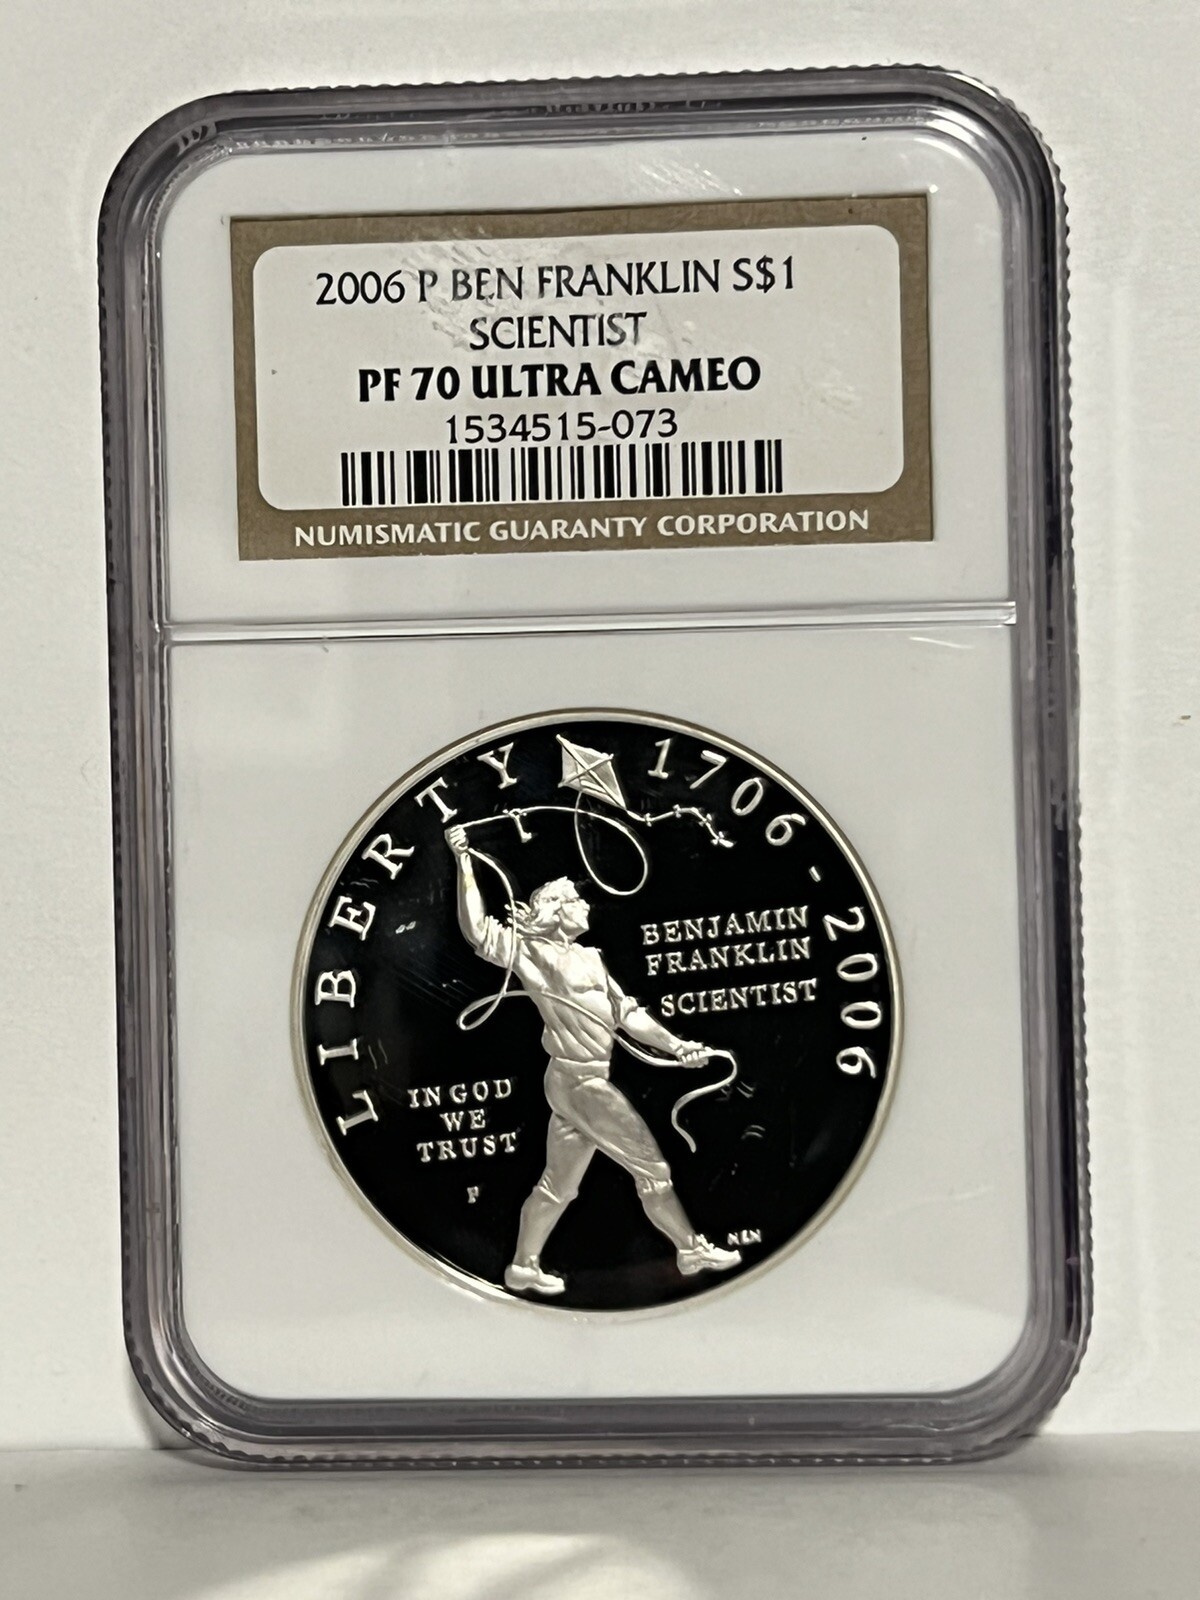 2006 P BEN FRANKLIN S$1
SCIENTIST
PF 70 ULTRA CAMEO
1534515-073
NUMISMATIC GUARANTY CORPORATION
LIBERTY 1706-2006
BENJAMIN
FRANKLIN
SCIENTIST
IN GOD
WE
TRUST
P
NEN